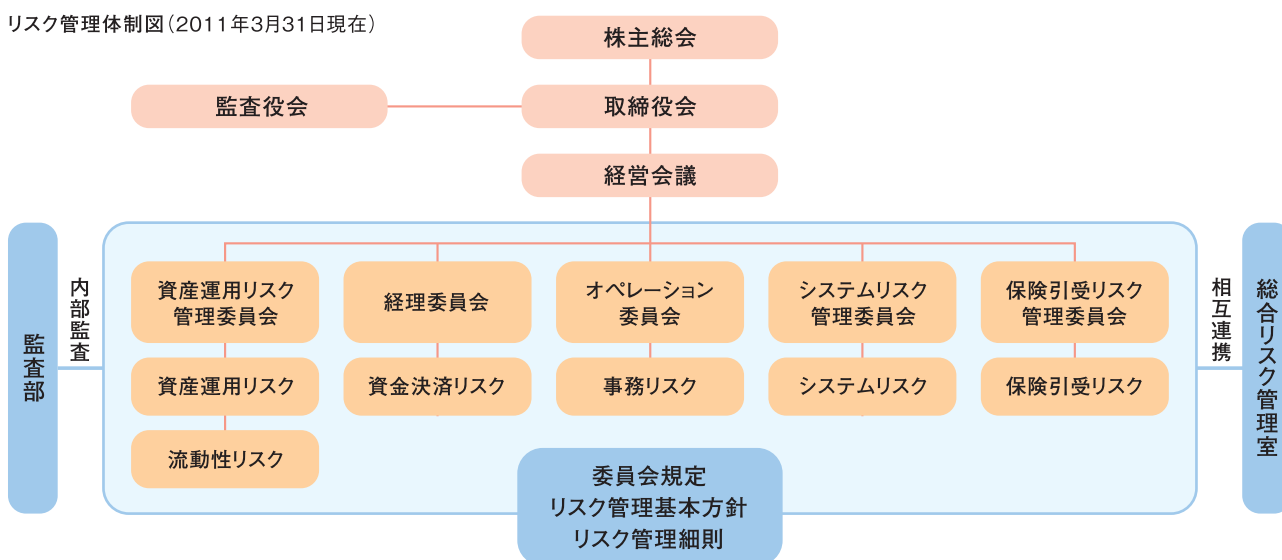 リスク管理体制図(2011年3月31日現在)
株主総会
監査役会
取締役会
経営会議
監査部
内部監査
資産運用リスク
管理委員会
経理委員会
オペレーション
委員会
システムリスク
管理委員会
保険引受リスク
管理委員会
資産運用リスク
資金決済リスク
事務リスク
システムリスク
保険引受リスク
流動性リスク
相互連携
総合リスク管理室
委員会規定
リスク管理基本方針
リスク管理細則